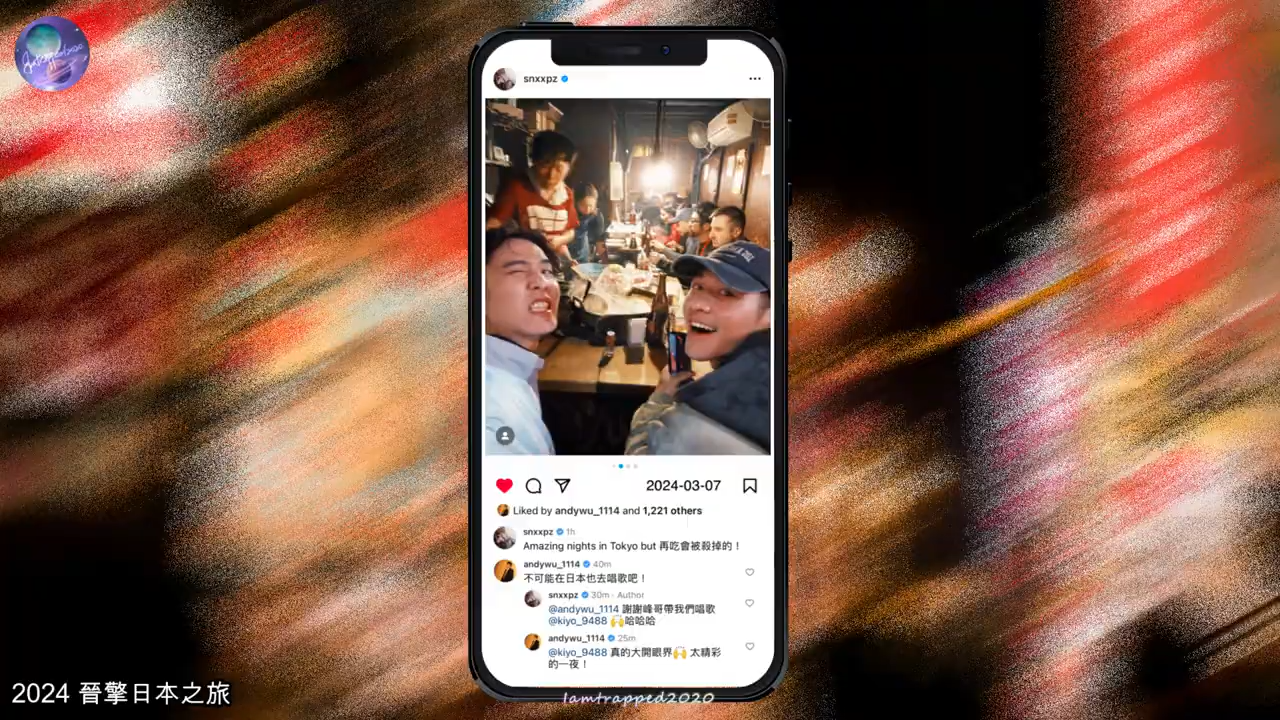 snxxpz
2024-03-07
Liked by andywu_1114 and 1,221 others
snxxpz 1h
Amazing nights in Tokyo but 再吃會被殺掉的！
andywu_1114 40m
不可能在日本也去唱歌吧！
snxxpz 30m · Author
@andywu_1114 謝謝峰哥帶我們唱歌
@kiyo_9488 🙌哈哈哈
andywu_1114 25m
@kiyo_9488 真的大開眼界🙌 太精彩
的一夜！
2024 晉擎日本之旅
Iamtrapped2020